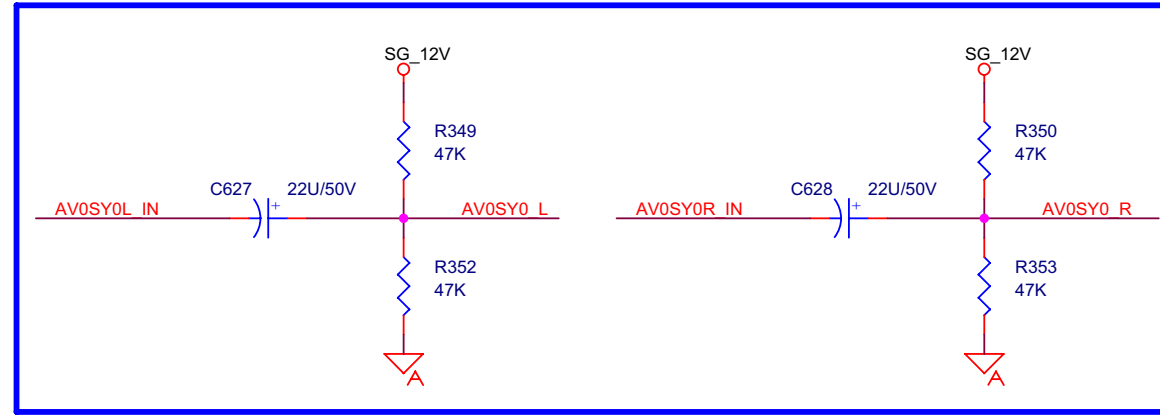 SG_12V
R349
47K
C627 + 22U/50V
AV0SY0L_IN
AV0SY0_L
R352
47K
A
SG_12V
R350
47K
C628 + 22U/50V
AV0SY0R_IN
AV0SY0_R
R353
47K
A